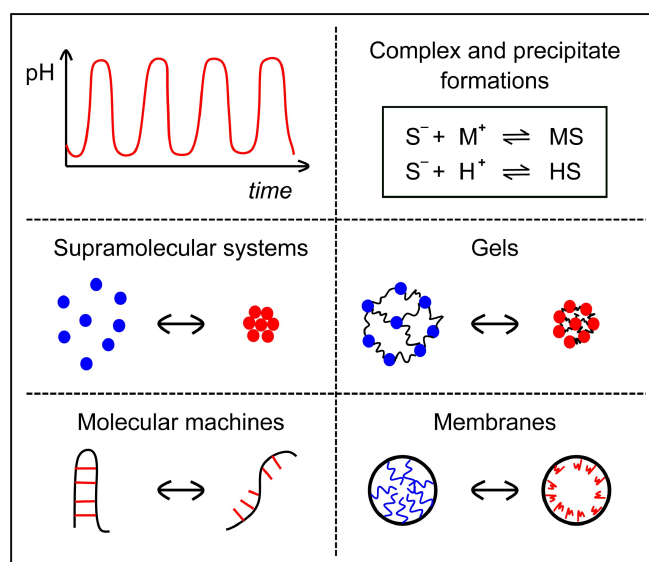 pH
time
Complex and precipitate
formations
S⁻ + M⁺ ⇌ MS
S⁻ + H⁺ ⇌ HS
Supramolecular systems
Gels
Molecular machines
Membranes